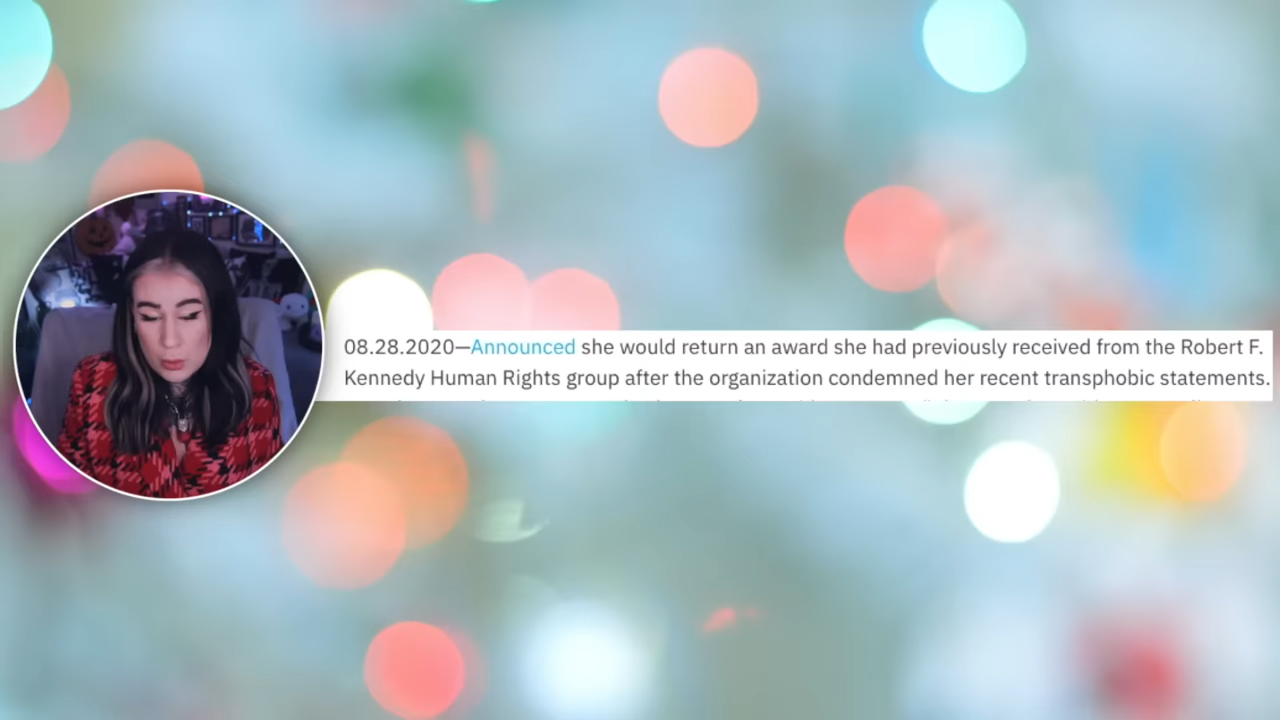 08.28.2020—Announced she would return an award she had previously received from the Robert F.
Kennedy Human Rights group after the organization condemned her recent transphobic statements.